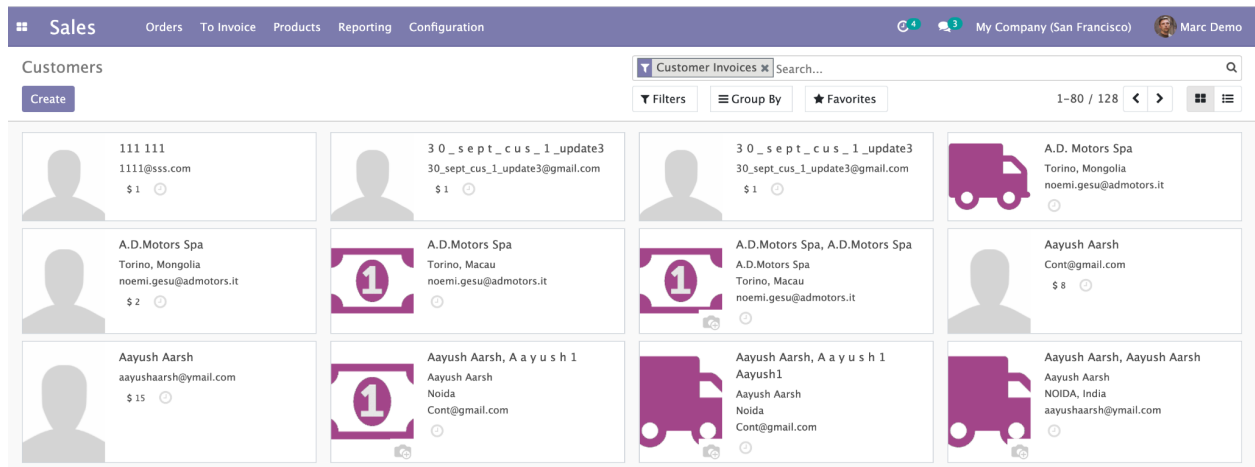 Sales Orders To Invoice Products Reporting Configuration 4 3 My Company (San Francisco) Marc Demo
Customers
Customer Invoices × Search...
Create
Filters Group By Favorites 1-80 / 128
111 111
1111@sss.com
$ 1
3 0 _ s e p t _ c u s _ 1 _update3
30_sept_cus_1_update3@gmail.com
$ 1
3 0 _ s e p t _ c u s _ 1 _update3
30_sept_cus_1_update3@gmail.com
$ 1
A.D. Motors Spa
Torino, Mongolia
noemi.gesu@admotors.it
A.D.Motors Spa
Torino, Mongolia
noemi.gesu@admotors.it
$ 2
1
A.D.Motors Spa
Torino, Macau
noemi.gesu@admotors.it
1
A.D.Motors Spa, A.D.Motors Spa
A.D.Motors Spa
Torino, Macau
noemi.gesu@admotors.it
Aayush Aarsh
Cont@gmail.com
$ 8
Aayush Aarsh
aayushaarsh@ymail.com
$ 15
1
Aayush Aarsh, A a y u s h 1
Aayush Aarsh
Noida
Cont@gmail.com
Aayush Aarsh, A a y u s h 1
Aayush1
Aayush Aarsh
Noida
Cont@gmail.com
Aayush Aarsh, Aayush Aarsh
Aayush Aarsh
NOIDA, India
aayushaarsh@ymail.com